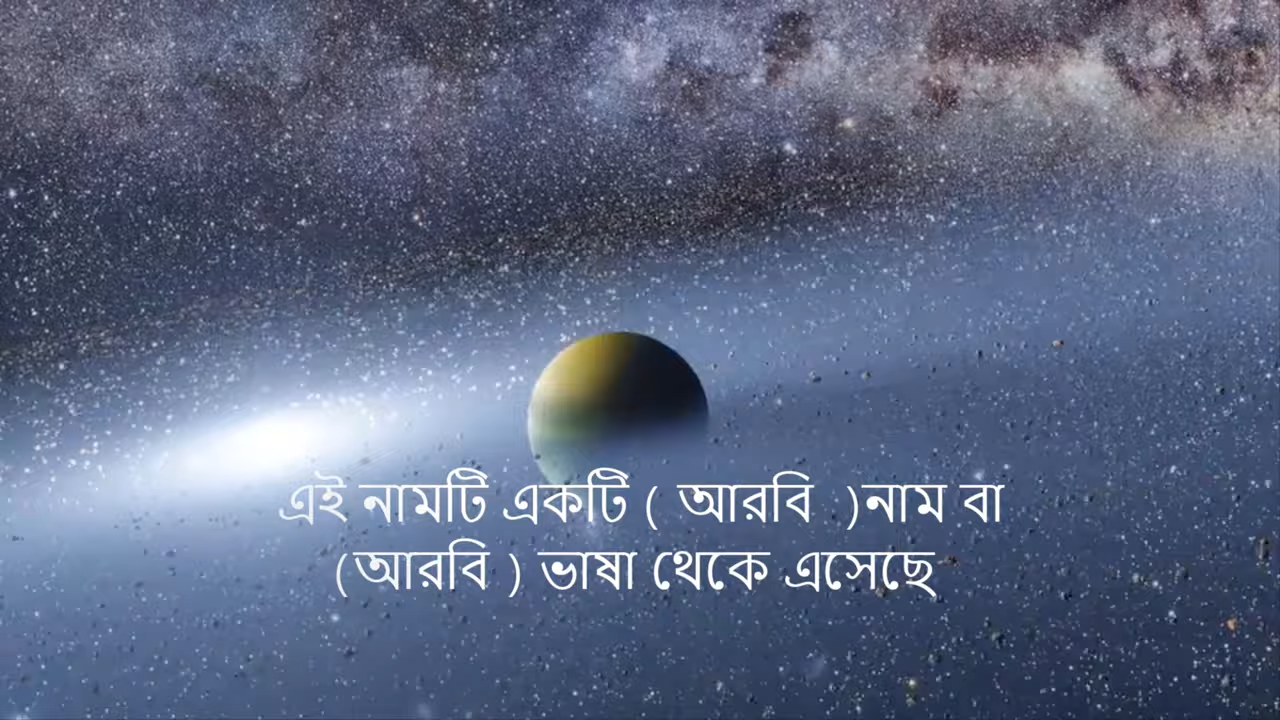 এই নামটি একটি ( আরবি )নাম বা
(আরবি ) ভাষা থেকে এসেছে